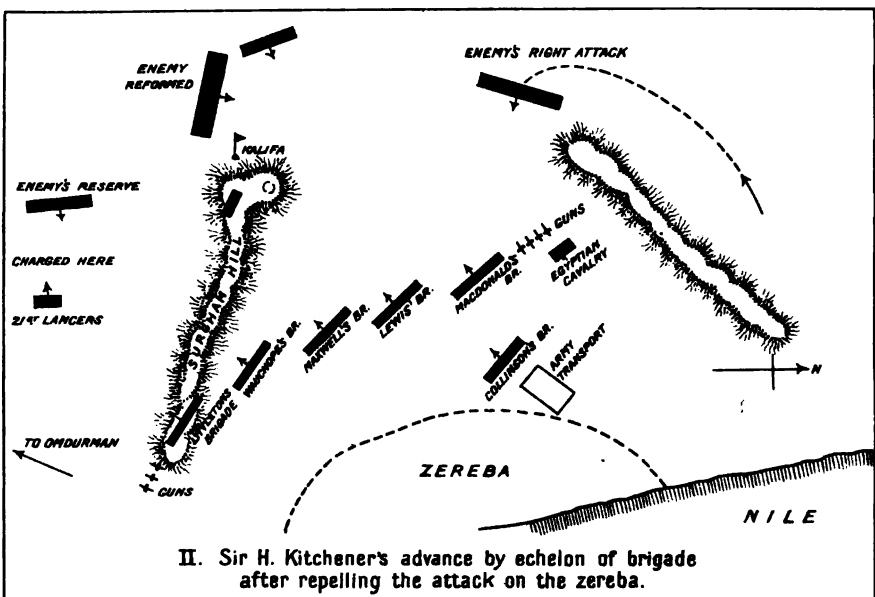 ENEMY
REFORMED
ENEMY'S RIGHT ATTACK
KALIFA
ENEMY'S RESERVE
GUNS
CHARGED HERE
EGYPTIAN
CAVALRY
MACDONALD'S
BR.
21ST LANCERS
SURGHAM HILL
LEWIS' BR.
MAXWELL'S BR.
WAUCHOPE'S BR.
COLLINSON'S BR.
ARMY
TRANSPORT
N
LYTTELTON'S
BRIGADE
TO OMDURMAN
ZEREBA
GUNS
NILE
II. Sir H. Kitchener's advance by echelon of brigade
after repelling the attack on the zereba.